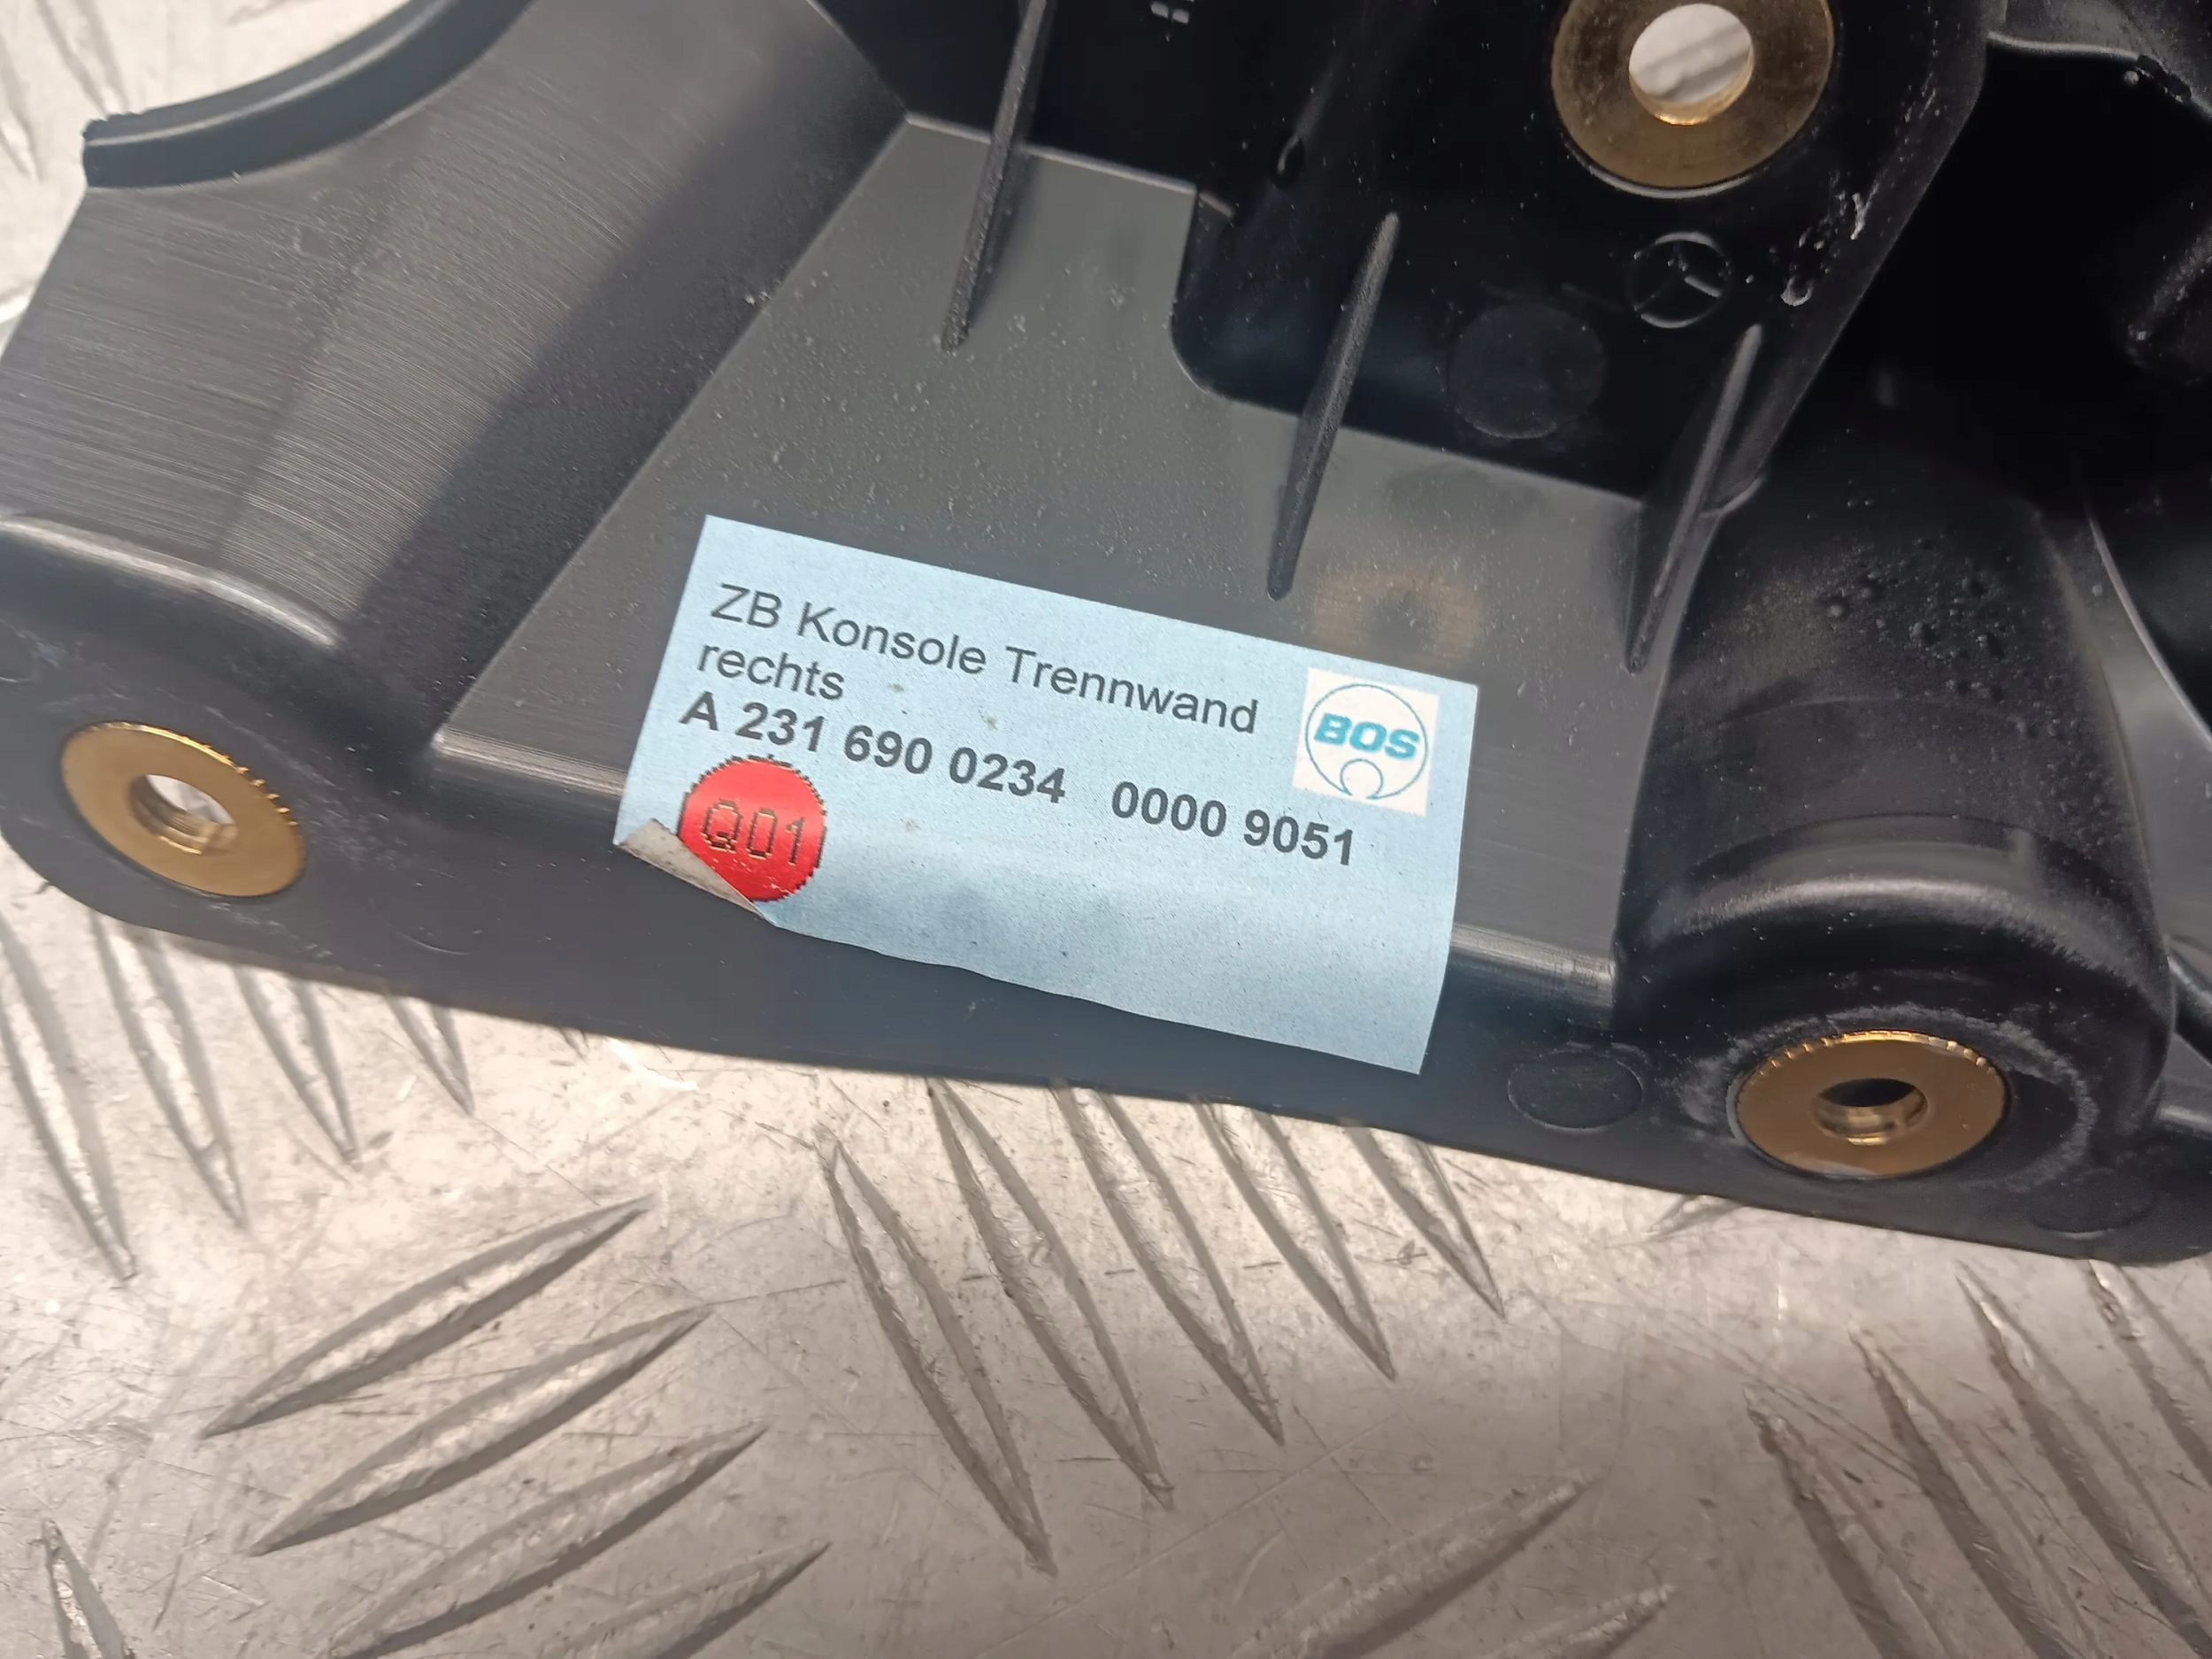 ZB Konsole Trennwand
rechts
A 231 690 0234 0000 9051
BOS
Q01